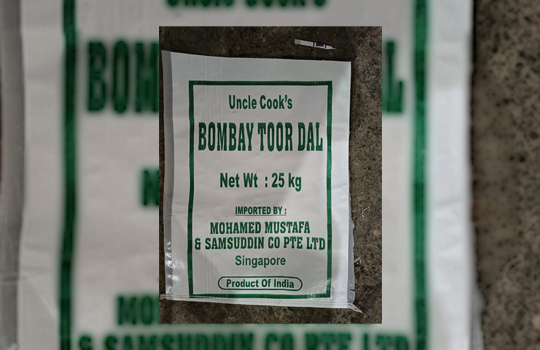 Uncle Cook's
BOMBAY TOOR DAL
Net Wt : 25 kg
IMPORTED BY :
MOHAMED MUSTAFA
& SAMSUDDIN CO PTE LTD
Singapore
Product Of India